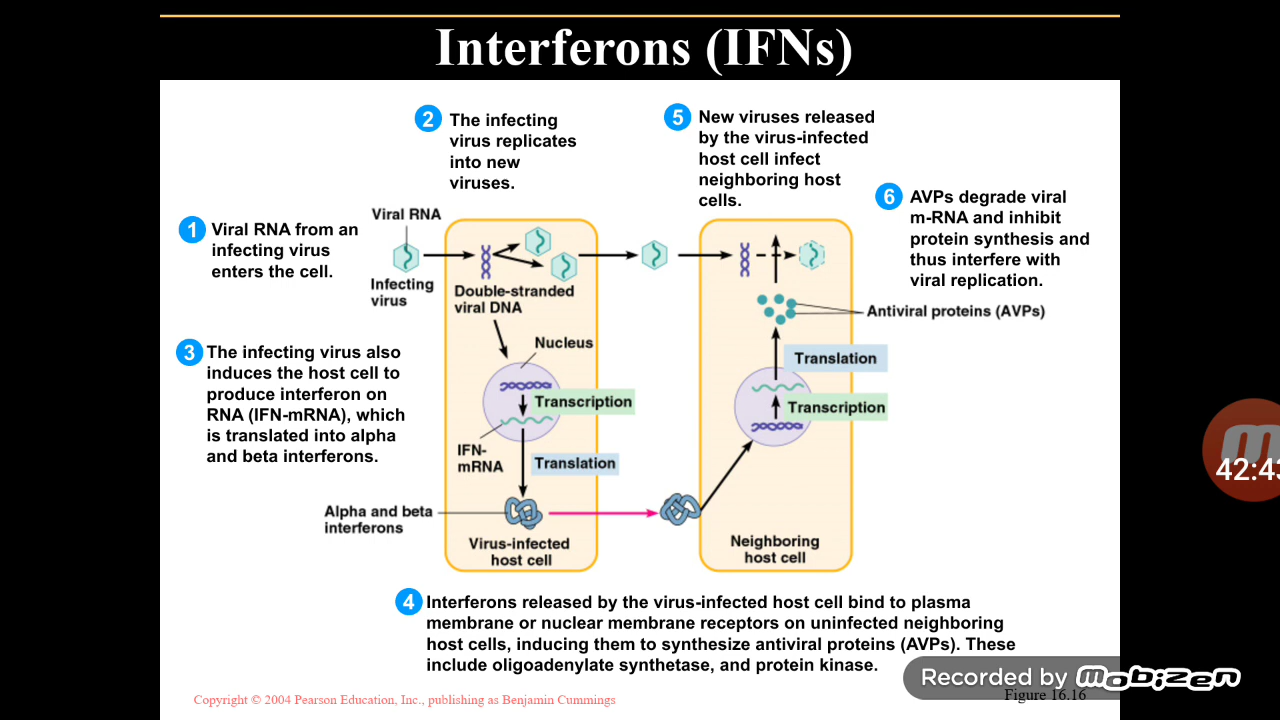 Interferons (IFNs)
2 The infecting
virus replicates
into new
viruses.
5 New viruses released
by the virus-infected
host cell infect
neighboring host
cells.
6 AVPs degrade viral
m-RNA and inhibit
protein synthesis and
thus interfere with
viral replication.
1 Viral RNA from an
infecting virus
enters the cell.
Viral RNA
Infecting
virus
Double-stranded
viral DNA
Antiviral proteins (AVPs)
3 The infecting virus also
induces the host cell to
produce interferon on
RNA (IFN-mRNA), which
is translated into alpha
and beta interferons.
Nucleus
Transcription
IFN-
mRNA
Translation
Translation
Transcription
Alpha and beta
interferons
Virus-infected
host cell
Neighboring
host cell
4 Interferons released by the virus-infected host cell bind to plasma
membrane or nuclear membrane receptors on uninfected neighboring
host cells, inducing them to synthesize antiviral proteins (AVPs). These
include oligoadenylate synthetase, and protein kinase.
Copyright © 2004 Pearson Education, Inc., publishing as Benjamin Cummings
Figure 16.16
Recorded by mobizen